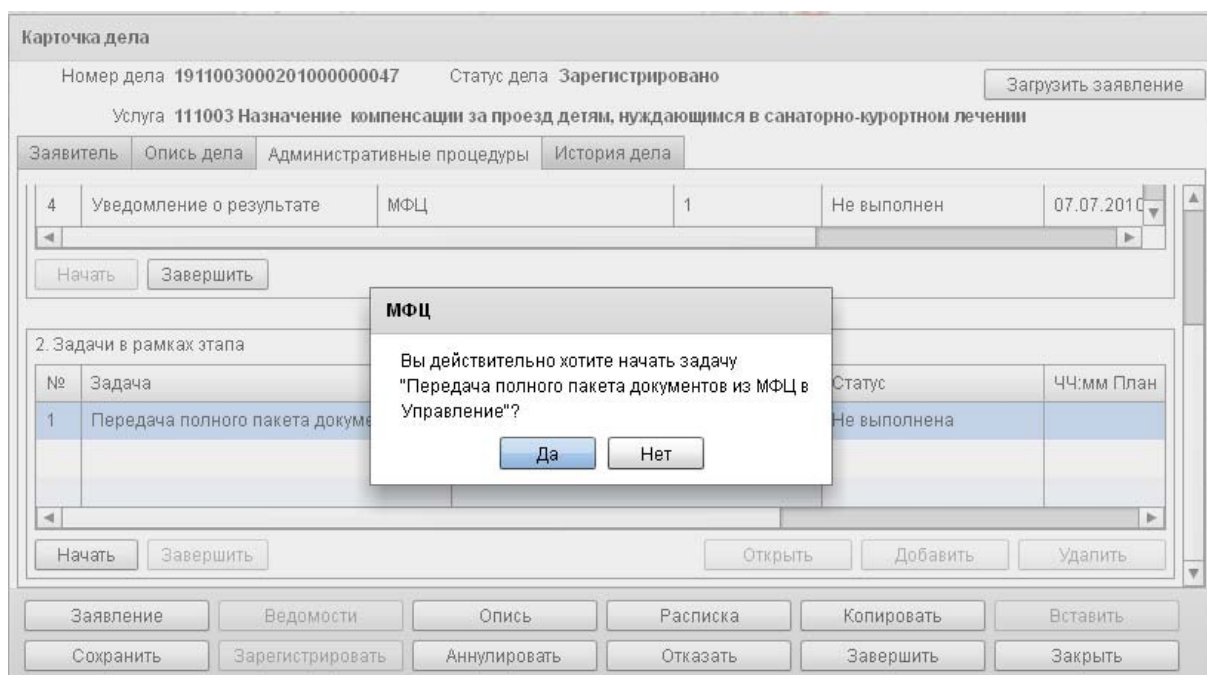 Карточка дела
Номер дела 1911003000201000000047 Статус дела Зарегистрировано
Загрузить заявление
Услуга 111003 Назначение компенсации за проезд детям, нуждающимся в санаторно-курортном лечении
Заявитель Опись дела Административные процедуры История дела
4 Уведомление о результате МФЦ 1 Не выполнен 07.07.2010
Начать Завершить
МФЦ
Вы действительно хотите начать задачу
"Передача полного пакета документов из МФЦ в
Управление"?
Да Нет
2. Задачи в рамках этапа
№ Задача Статус ЧЧ:мм План
1 Передача полного пакета докуме Не выполнена
Начать Завершить Открыть Добавить Удалить
Заявление Ведомости Опись Расписка Копировать Вставить
Сохранить Зарегистрировать Аннулировать Отказать Завершить Закрыть